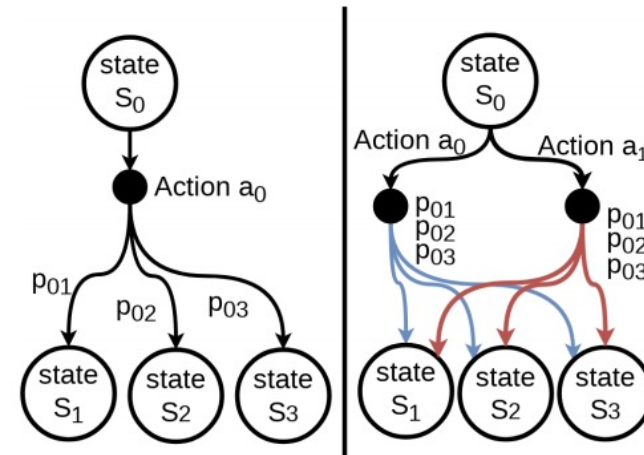 state
S0
Action a0
p01
p02
p03
state
S1
state
S2
state
S3
state
S0
Action a0
Action a1
p01
p02
p03
p01
p02
p03
state
S1
state
S2
state
S3